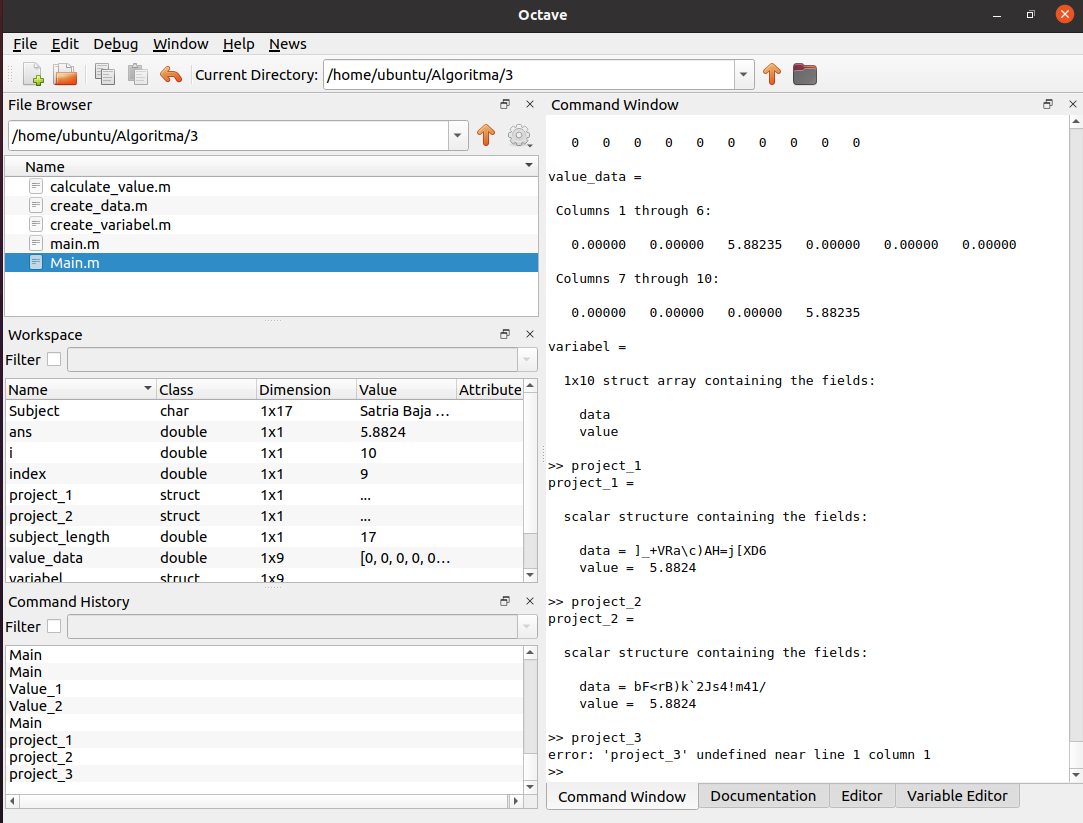 Octave
File Edit Debug Window Help News
Current Directory: /home/ubuntu/Algoritma/3
File Browser
/home/ubuntu/Algoritma/3
Name
calculate_value.m
create_data.m
create_variabel.m
main.m
Main.m
Workspace
Filter
Name Class Dimension Value Attribute
Subject char 1x17 Satria Baja ...
ans double 1x1 5.8824
i double 1x1 10
index double 1x1 9
project_1 struct 1x1 ...
project_2 struct 1x1 ...
subject_length double 1x1 17
value_data double 1x9 [0, 0, 0, 0, 0...
variabel struct 1x9
Command History
Filter
Main
Main
Value_1
Value_2
Main
project_1
project_2
project_3
Command Window
0 0 0 0 0 0 0 0 0 0
value_data =
Columns 1 through 6:
0.00000 0.00000 5.88235 0.00000 0.00000 0.00000
Columns 7 through 10:
0.00000 0.00000 0.00000 5.88235
variabel =
1x10 struct array containing the fields:
data
value
>> project_1
project_1 =
scalar structure containing the fields:
data = ]_+VRa\c)AH=j[XD6
value = 5.8824
>> project_2
project_2 =
scalar structure containing the fields:
data = bF<rB)k`2Js4!m41/
value = 5.8824
>> project_3
error: 'project_3' undefined near line 1 column 1
>>
Command Window Documentation Editor Variable Editor